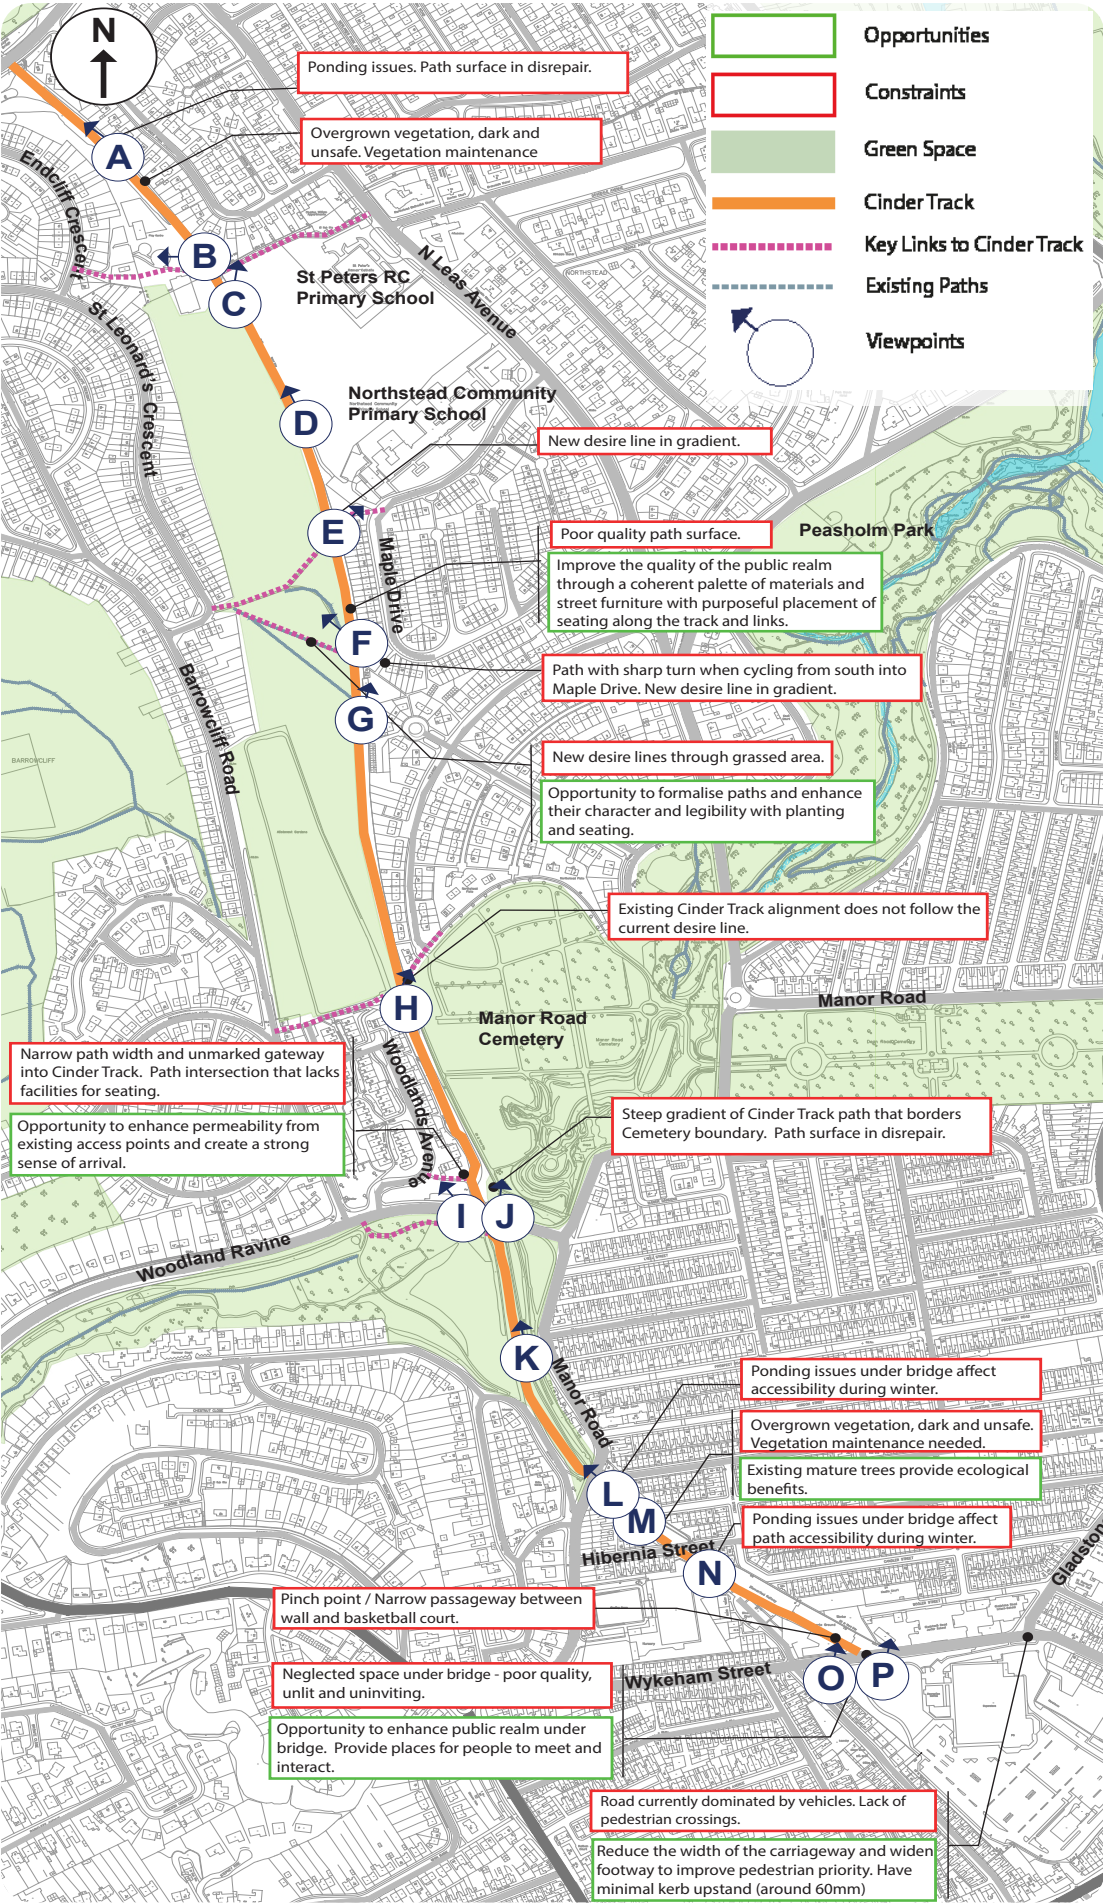 N
Opportunities
Constraints
Green Space
Cinder Track
Key Links to Cinder Track
Existing Paths
Viewpoints
Ponding issues. Path surface in disrepair.
Overgrown vegetation, dark and
unsafe. Vegetation maintenance
A
Endcliff Crescent
B
C
St Peters RC
Primary School
N Leas Avenue
NORTHSTEAD
St Leonard's Crescent
Northstead Community
Primary School
D
New desire line in gradient.
E
Maple Drive
Peasholm Park
Poor quality path surface.
Improve the quality of the public realm
through a coherent palette of materials and
street furniture with purposeful placement of
seating along the track and links.
F
Path with sharp turn when cycling from south into
Maple Drive. New desire line in gradient.
G
Barrowcliff Road
BARROWCLIFF
New desire lines through grassed area.
Opportunity to formalise paths and enhance
their character and legibility with planting
and seating.
Existing Cinder Track alignment does not follow the
current desire line.
H
Manor Road
Manor Road
Cemetery
Manor Road
Cemetery
Dean Road Cemetery
Woodlands Avenue
Narrow path width and unmarked gateway
into Cinder Track. Path intersection that lacks
facilities for seating.
Opportunity to enhance permeability from
existing access points and create a strong
sense of arrival.
Steep gradient of Cinder Track path that borders
Cemetery boundary. Path surface in disrepair.
I
J
Woodland Ravine
K
Manor Road
Ponding issues under bridge affect
accessibility during winter.
Overgrown vegetation, dark and unsafe.
Vegetation maintenance needed.
Existing mature trees provide ecological
benefits.
L
M
Ponding issues under bridge affect
path accessibility during winter.
Hibernia Street
N
Gladston
Pinch point / Narrow passageway between
wall and basketball court.
Neglected space under bridge - poor quality,
unlit and uninviting.
Wykeham Street
O
P
Opportunity to enhance public realm under
bridge. Provide places for people to meet and
interact.
Road currently dominated by vehicles. Lack of
pedestrian crossings.
Reduce the width of the carriageway and widen
footway to improve pedestrian priority. Have
minimal kerb upstand (around 60mm)